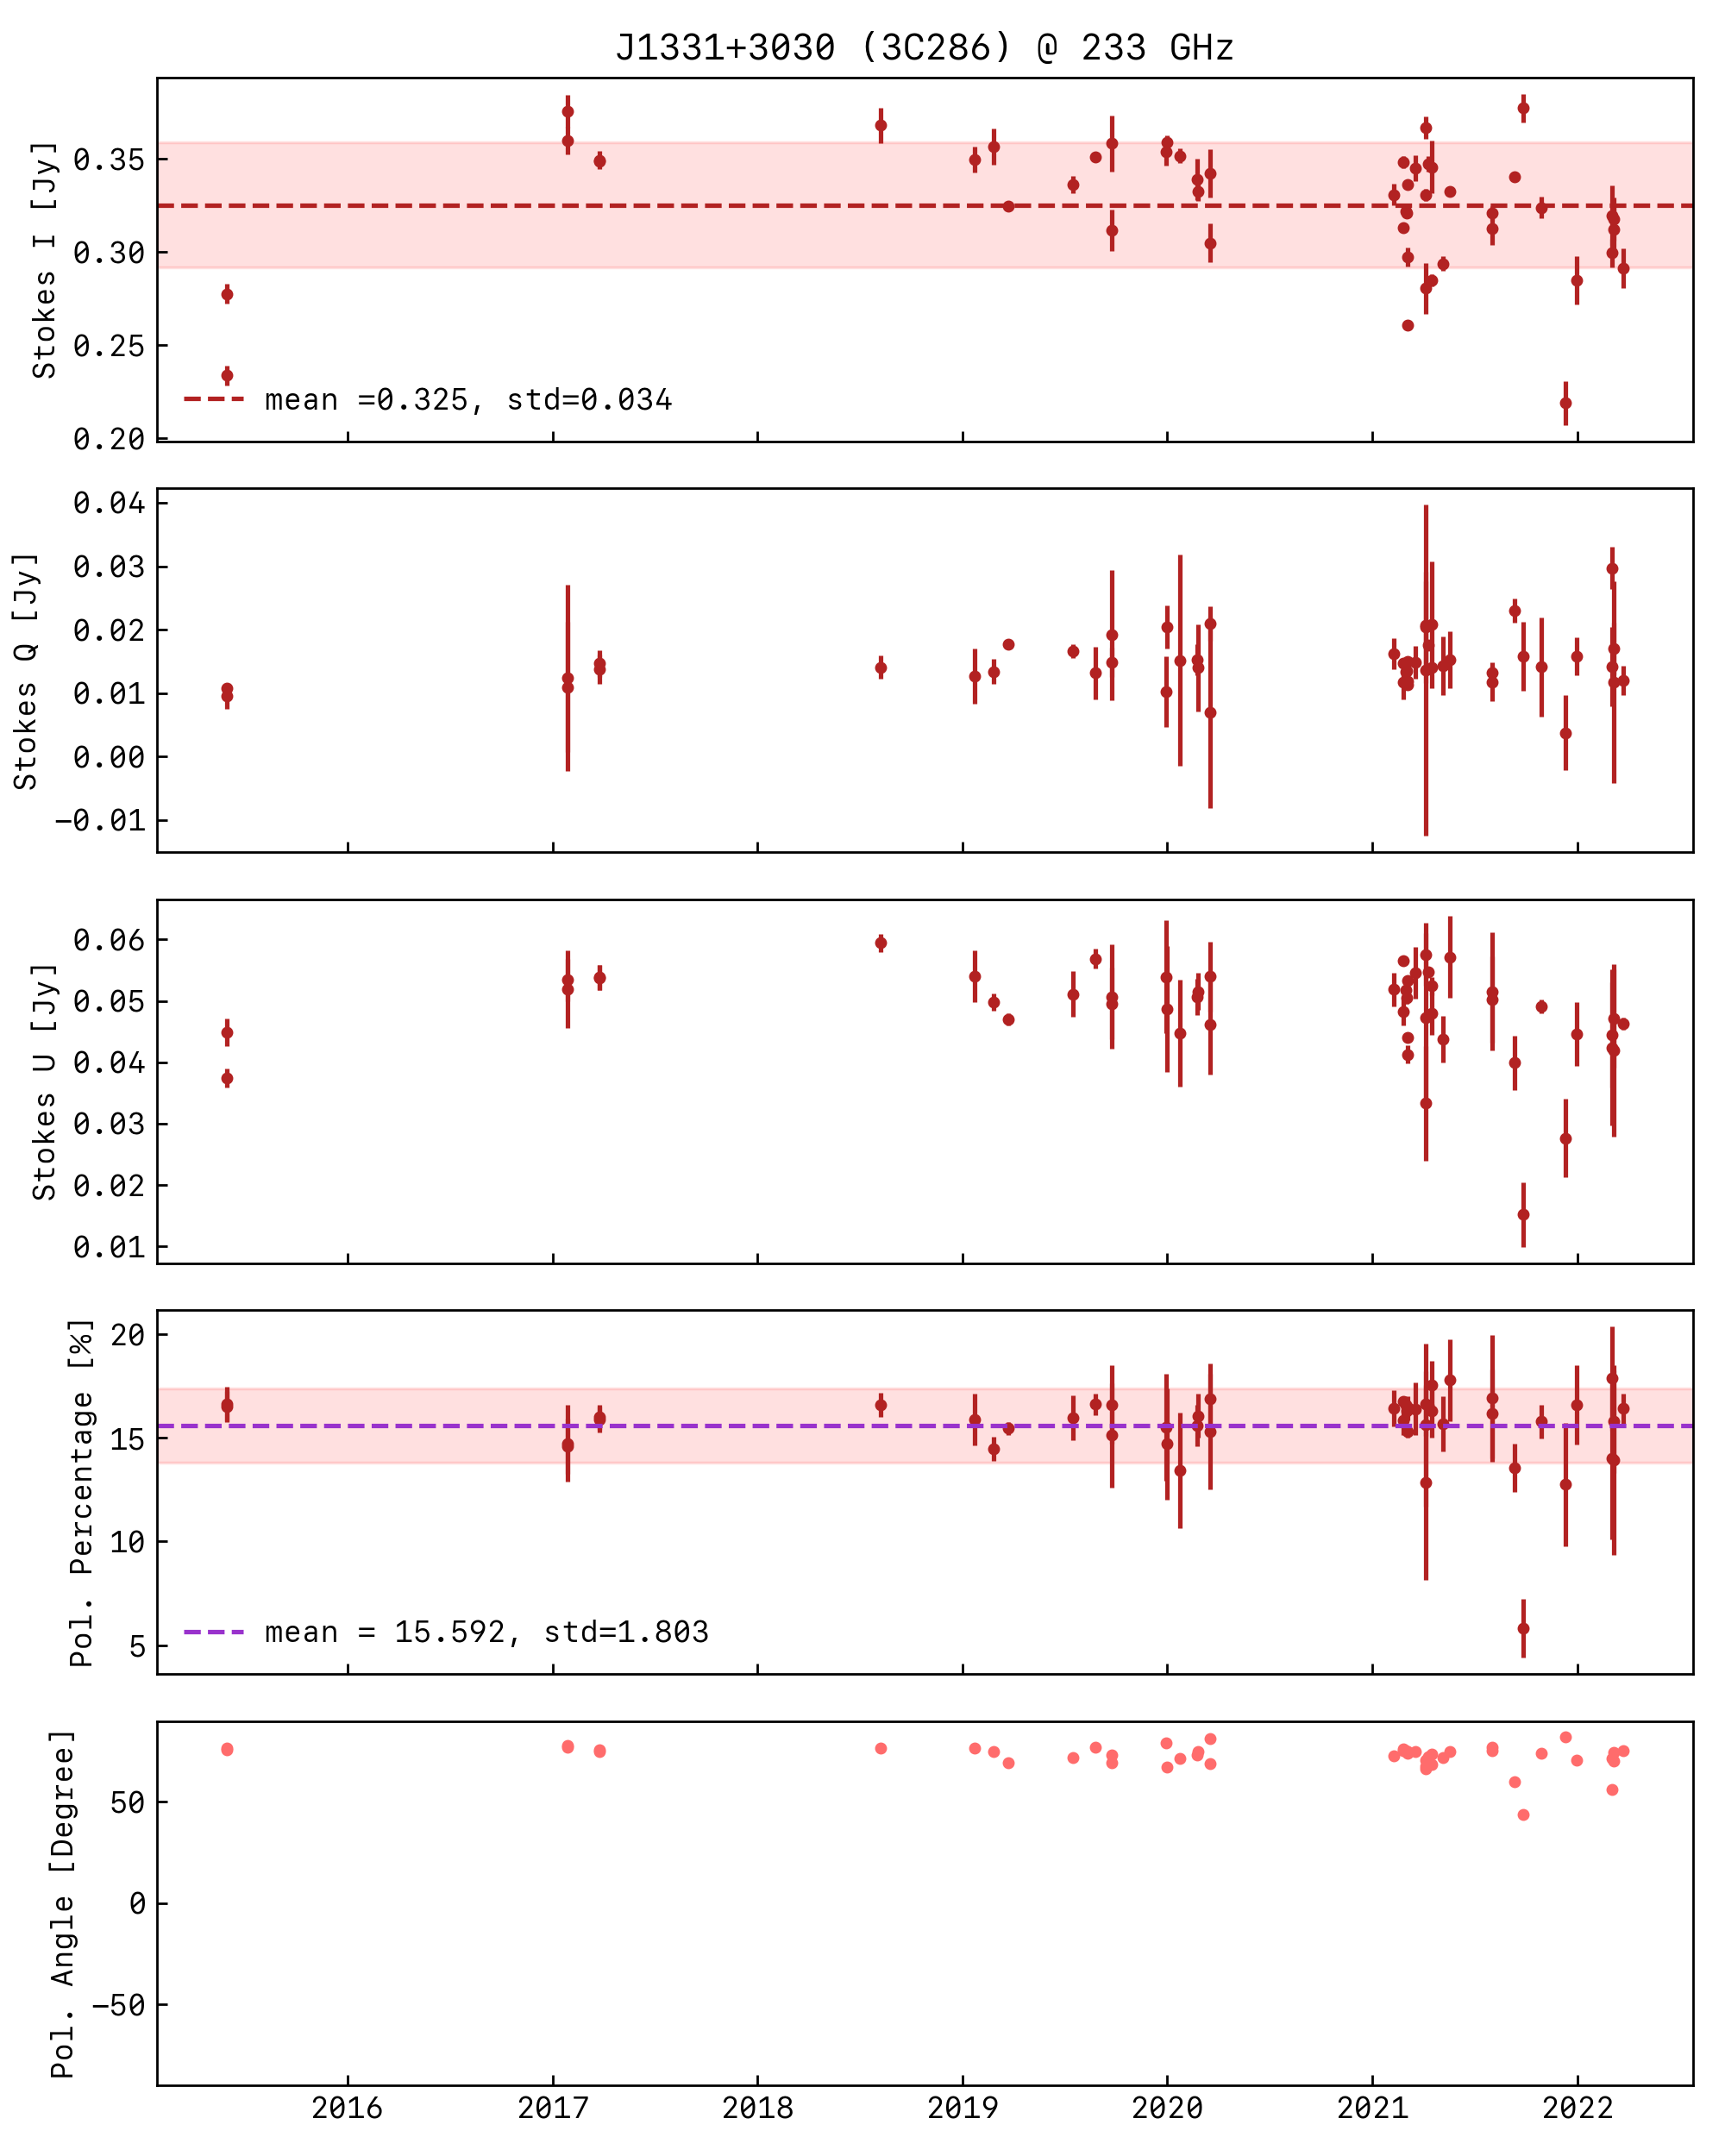 J1331+3030 (3C286) @ 233 GHz
Stokes I [Jy]
0.35
0.30
0.25
0.20
mean =0.325, std=0.034
Stokes Q [Jy]
0.04
0.03
0.02
0.01
0.00
−0.01
Stokes U [Jy]
0.06
0.05
0.04
0.03
0.02
0.01
Pol. Percentage [%]
20
15
10
5
mean = 15.592, std=1.803
Pol. Angle [Degree]
50
0
−50
2016 2017 2018 2019 2020 2021 2022